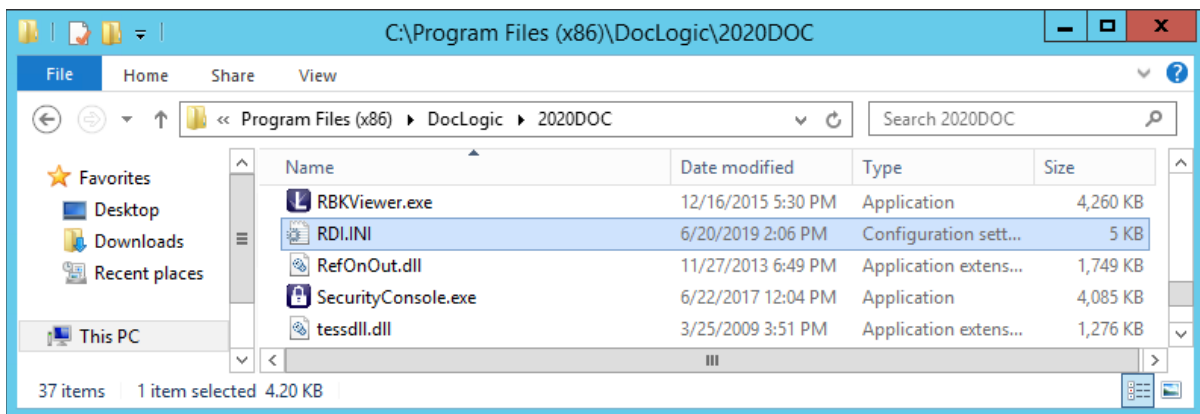 C:\Program Files (x86)\DocLogic\2020DOC
File Home Share View
« Program Files (x86) DocLogic 2020DOC Search 2020DOC
Favorites
Desktop
Downloads
Recent places
This PC
Name Date modified Type Size
RBKViewer.exe 12/16/2015 5:30 PM Application 4,260 KB
RDI.INI 6/20/2019 2:06 PM Configuration sett... 5 KB
RefOnOut.dll 11/27/2013 6:49 PM Application extens... 1,749 KB
SecurityConsole.exe 6/22/2017 12:04 PM Application 4,085 KB
tessdll.dll 3/25/2009 3:51 PM Application extens... 1,276 KB
37 items 1 item selected 4.20 KB